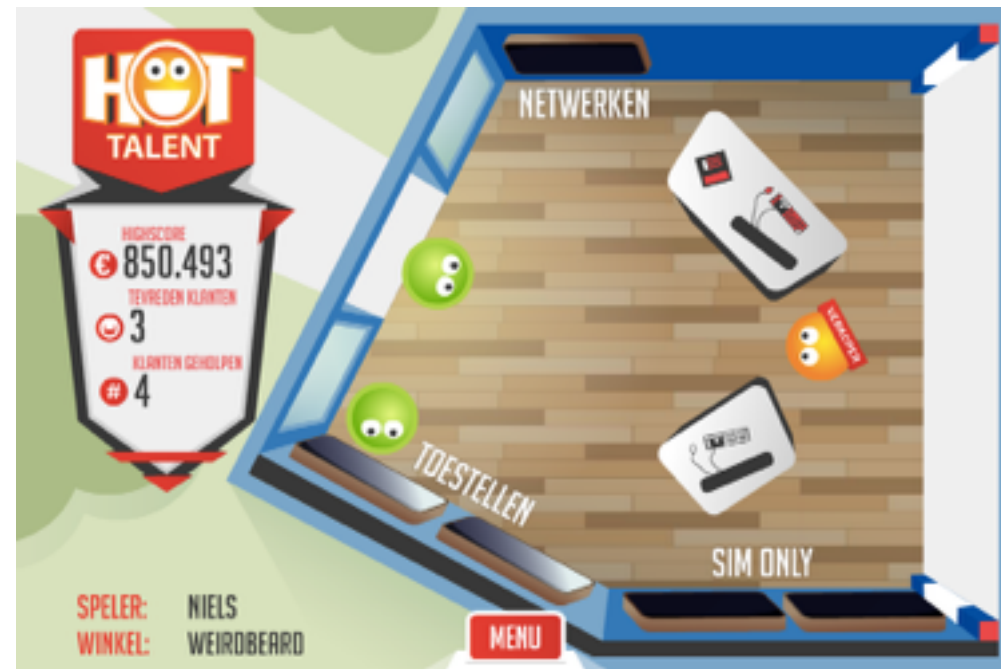 HOT
TALENT
HIGHSCORE
€ 850.493
TEVREDEN KLANTEN
3
KLANTEN GEHOLPEN
# 4
SPELER: NIELS
WINKEL: WEIRDBEARD
NETWERKEN
VERKOPER
TOESTELLEN
SIM ONLY
MENU